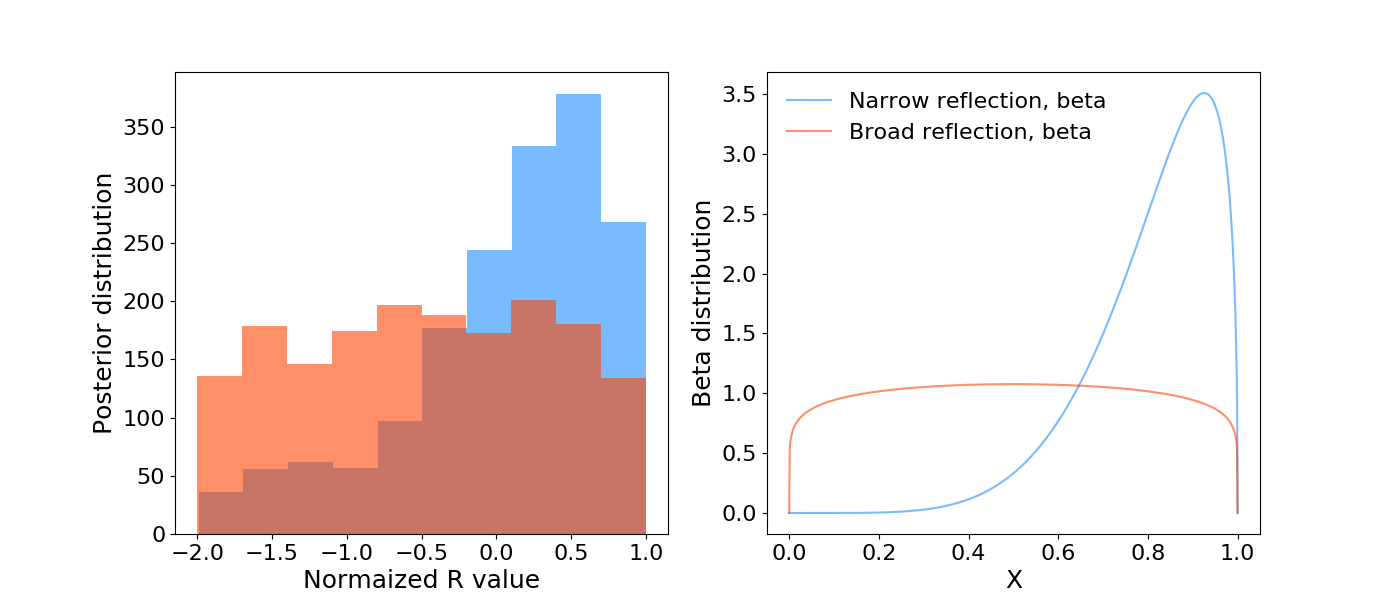 Posterior distribution
350
300
250
200
150
100
50
0
−2.0 −1.5 −1.0 −0.5 0.0 0.5 1.0
Normaized R value
Beta distribution
3.5
3.0
2.5
2.0
1.5
1.0
0.5
0.0
0.0 0.2 0.4 0.6 0.8 1.0
X
Narrow reflection, beta
Broad reflection, beta